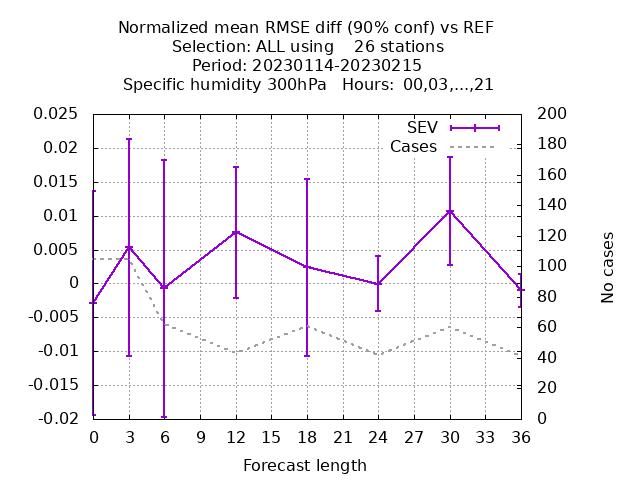 Normalized mean RMSE diff (90% conf) vs REF
Selection: ALL using    26 stations
Period: 20230114-20230215
Specific humidity 300hPa   Hours:  00,03,...,21
0.025
0.02
0.015
0.01
0.005
0
-0.005
-0.01
-0.015
-0.02
SEV
Cases
200
180
160
140
120
100
80
60
40
20
0
No cases
0 3 6 9 12 15 18 21 24 27 30 33 36
Forecast length